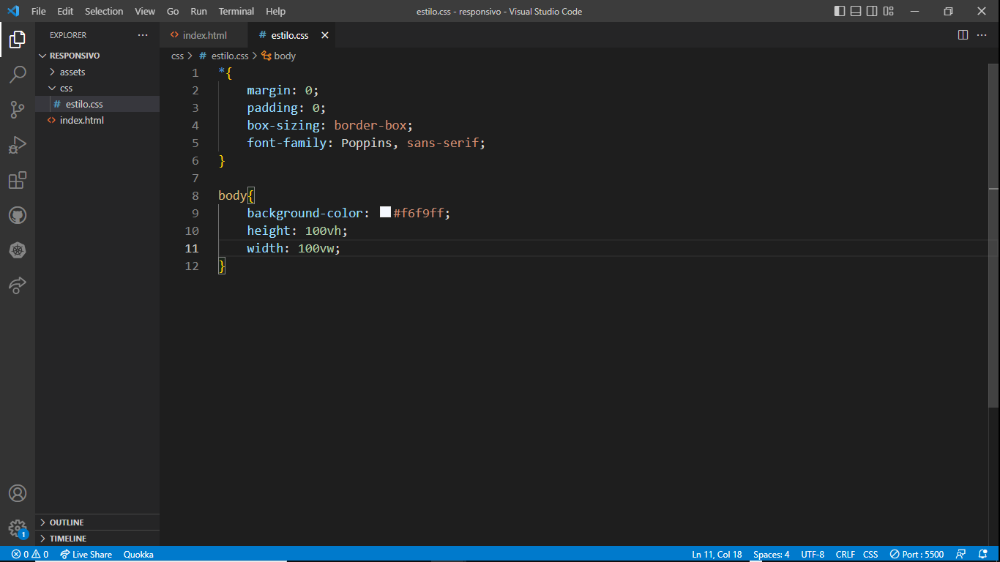 File Edit Selection View Go Run Terminal Help estilo.css - responsivo - Visual Studio Code
EXPLORER
RESPONSIVO
assets
css
# estilo.css
<> index.html
OUTLINE
TIMELINE
<> index.html # estilo.css
css > # estilo.css > body
1 *{
2 margin: 0;
3 padding: 0;
4 box-sizing: border-box;
5 font-family: Poppins, sans-serif;
6 }
7
8 body{
9 background-color: #f6f9ff;
10 height: 100vh;
11 width: 100vw;
12 }
1
0 0 Live Share Quokka Ln 11, Col 18 Spaces: 4 UTF-8 CRLF CSS Port : 5500